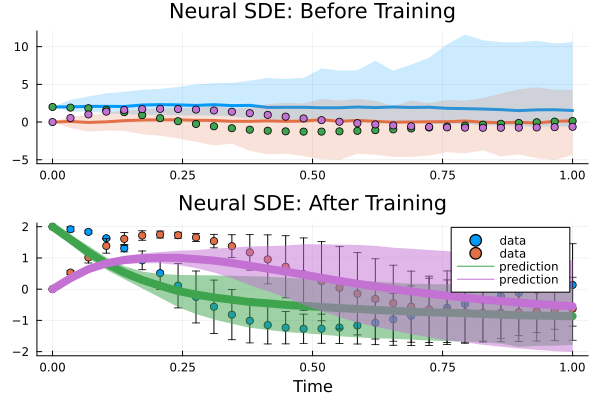 Neural SDE: Before Training
10
5
0
−5
0.00 0.25 0.50 0.75 1.00
Neural SDE: After Training
2
1
0
−1
−2
data
data
prediction
prediction
0.00 0.25 0.50 0.75 1.00
Time